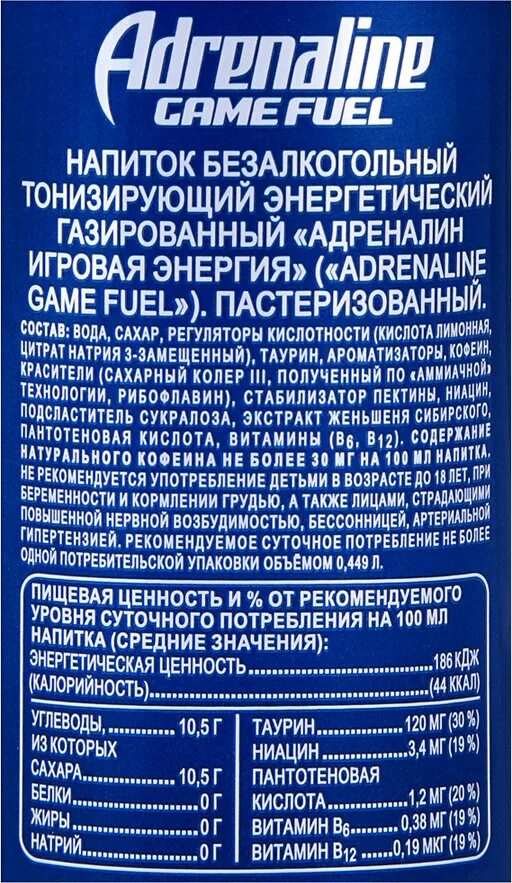 Adrenaline
GAME FUEL
НАПИТОК БЕЗАЛКОГОЛЬНЫЙ
ТОНИЗИРУЮЩИЙ ЭНЕРГЕТИЧЕСКИЙ
ГАЗИРОВАННЫЙ «АДРЕНАЛИН
ИГРОВАЯ ЭНЕРГИЯ» («ADRENALINE
GAME FUEL»). ПАСТЕРИЗОВАННЫЙ.
СОСТАВ: ВОДА, САХАР, РЕГУЛЯТОРЫ КИСЛОТНОСТИ (КИСЛОТА ЛИМОННАЯ,
ЦИТРАТ НАТРИЯ 3-ЗАМЕЩЕННЫЙ), ТАУРИН, АРОМАТИЗАТОРЫ, КОФЕИН,
КРАСИТЕЛИ (САХАРНЫЙ КОЛЕР III, ПОЛУЧЕННЫЙ ПО «АММИАЧНОЙ»
ТЕХНОЛОГИИ, РИБОФЛАВИН), СТАБИЛИЗАТОР ПЕКТИНЫ, НИАЦИН,
ПОДСЛАСТИТЕЛЬ СУКРАЛОЗА, ЭКСТРАКТ ЖЕНЬШЕНЯ СИБИРСКОГО,
ПАНТОТЕНОВАЯ КИСЛОТА, ВИТАМИНЫ (B6, B12). СОДЕРЖАНИЕ
НАТУРАЛЬНОГО КОФЕИНА НЕ БОЛЕЕ 30 МГ НА 100 МЛ НАПИТКА.
НЕ РЕКОМЕНДУЕТСЯ УПОТРЕБЛЕНИЕ ДЕТЬМИ В ВОЗРАСТЕ ДО 18 ЛЕТ, ПРИ
БЕРЕМЕННОСТИ И КОРМЛЕНИИ ГРУДЬЮ, А ТАКЖЕ ЛИЦАМИ, СТРАДАЮЩИМИ
ПОВЫШЕННОЙ НЕРВНОЙ ВОЗБУДИМОСТЬЮ, БЕССОННИЦЕЙ, АРТЕРИАЛЬНОЙ
ГИПЕРТЕНЗИЕЙ. РЕКОМЕНДУЕМОЕ СУТОЧНОЕ ПОТРЕБЛЕНИЕ НЕ БОЛЕЕ
ОДНОЙ ПОТРЕБИТЕЛЬСКОЙ УПАКОВКИ ОБЪЁМОМ 0,449 Л.
ПИЩЕВАЯ ЦЕННОСТЬ И % ОТ РЕКОМЕНДУЕМОГО
УРОВНЯ СУТОЧНОГО ПОТРЕБЛЕНИЯ НА 100 МЛ
НАПИТКА (СРЕДНИЕ ЗНАЧЕНИЯ):
ЭНЕРГЕТИЧЕСКАЯ ЦЕННОСТЬ..........186 КДЖ
(КАЛОРИЙНОСТЬ)..........(44 ККАЛ)
УГЛЕВОДЫ,..........10,5 Г
ИЗ КОТОРЫХ
САХАРА..........10,5 Г
БЕЛКИ..........0 Г
ЖИРЫ..........0 Г
НАТРИЙ..........0 Г
ТАУРИН..........120 МГ (30 %)
НИАЦИН..........3,4 МГ (19 %)
ПАНТОТЕНОВАЯ
КИСЛОТА..........1,2 МГ (20 %)
ВИТАМИН B6..........0,38 МГ (19 %)
ВИТАМИН B12......0,19 МКГ (19 %)